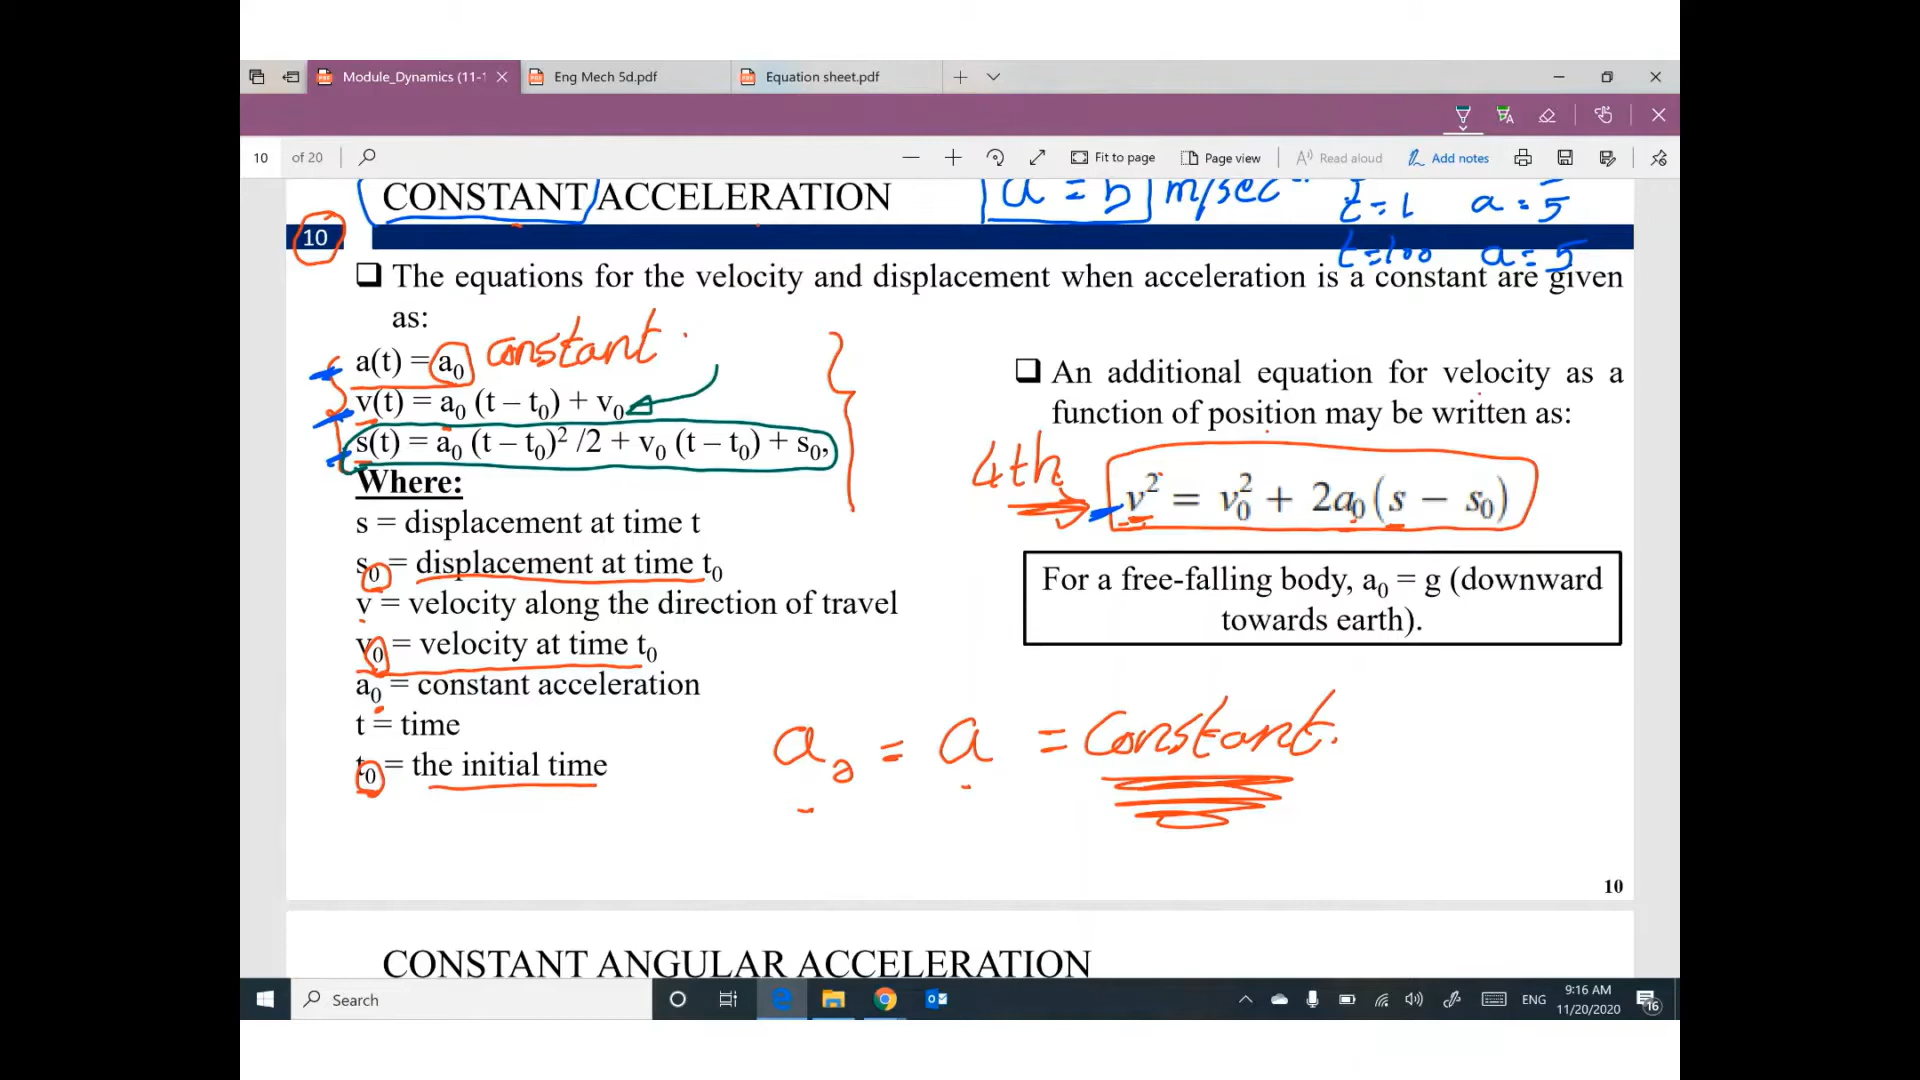 Module_Dynamics (11-1
Eng Mech 5d.pdf
Equation sheet.pdf
10 of 20
Fit to page
Page view
Read aloud
Add notes
CONSTANT ACCELERATION
a = 5 m/sec
t=1 a=5
10
t=100 a=5
❑ The equations for the velocity and displacement when acceleration is a constant are given
as:
a(t) = a₀ constant
v(t) = a₀ (t – t₀) + v₀
s(t) = a₀ (t – t₀)² /2 + v₀ (t – t₀) + s₀,
Where:
s = displacement at time t
s₀ = displacement at time t₀
v = velocity along the direction of travel
v₀ = velocity at time t₀
a₀ = constant acceleration
t = time
t₀ = the initial time
❑ An additional equation for velocity as a
function of position may be written as:
4th
v² = v₀² + 2a₀(s − s₀)
For a free-falling body, a₀ = g (downward
towards earth).
a₀ = a = constant.
10
CONSTANT ANGULAR ACCELERATION
Search
ENG
9:16 AM
11/20/2020
16